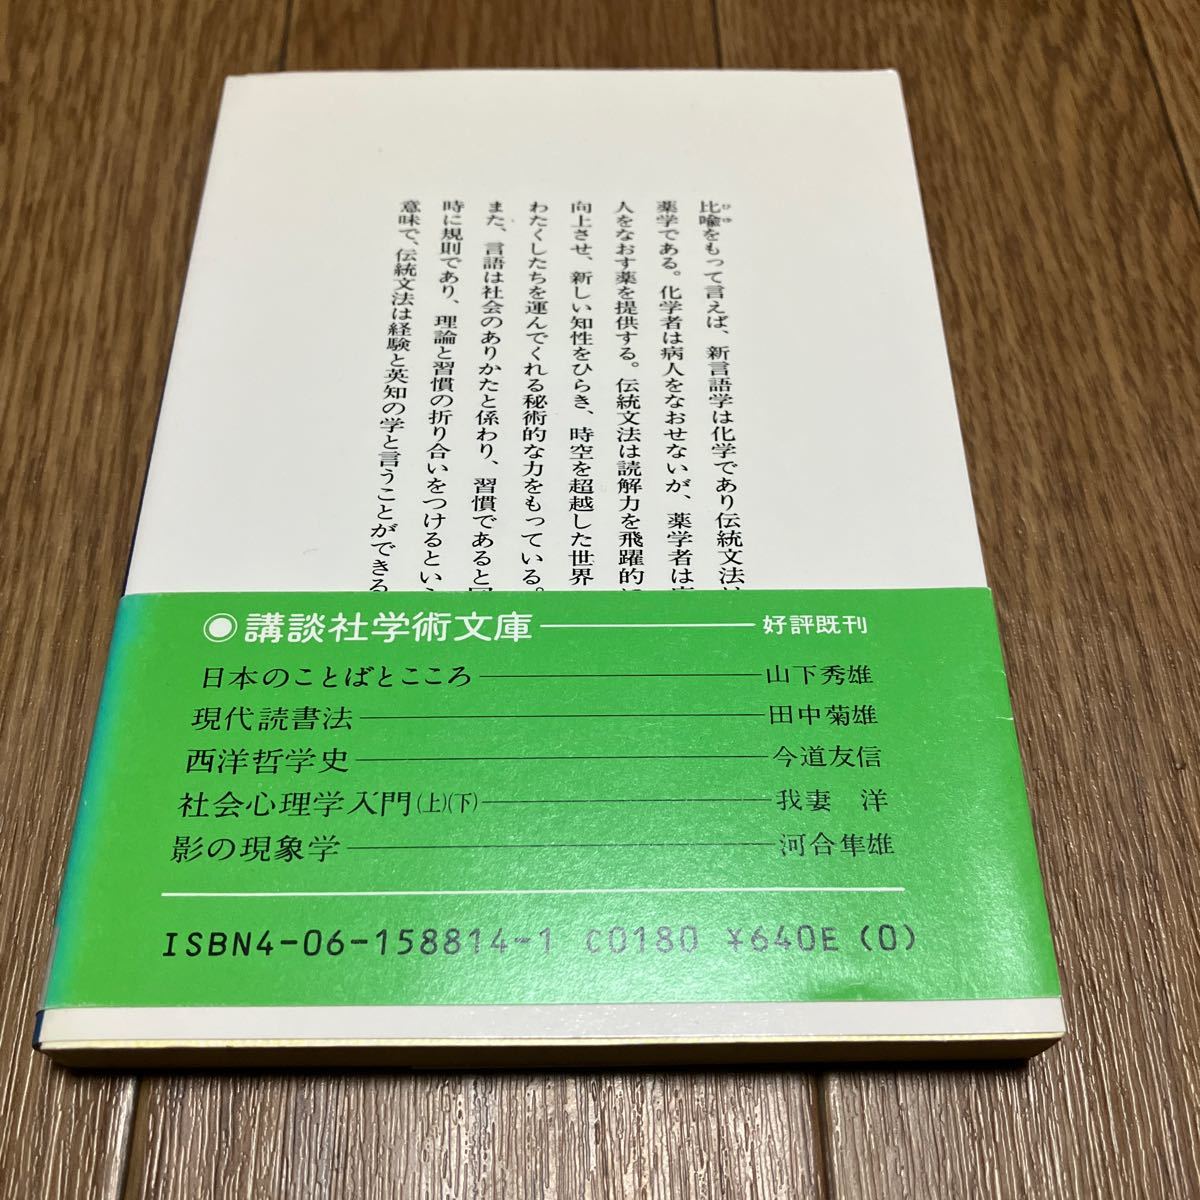 比喩をもって言えば、新言語学は化学であり伝統文法は
薬学である。化学者は病人をなおせないが、薬学者は
人をなおす薬を提供する。伝統文法は読解力を飛躍的に
向上させ、新しい知性をひらき、時空を超越した世界
わたくしたちを運んでくれる秘術的な力をもっている。
また、言語は社会のありかたと係わり、習慣であると同
時に規則であり、理論と習慣の折り合いをつけるという
意味で、伝統文法は経験と英知の学と言うことができる
◉講談社学術文庫――好評既刊
日本のことばとこころ――山下秀雄
現代読書法――田中菊雄
西洋哲学史――今道友信
社会心理学入門(上)(下)――我妻 洋
影の現象学――河合隼雄
ISBN4-06-158814-1 C0180 ¥640E (0)